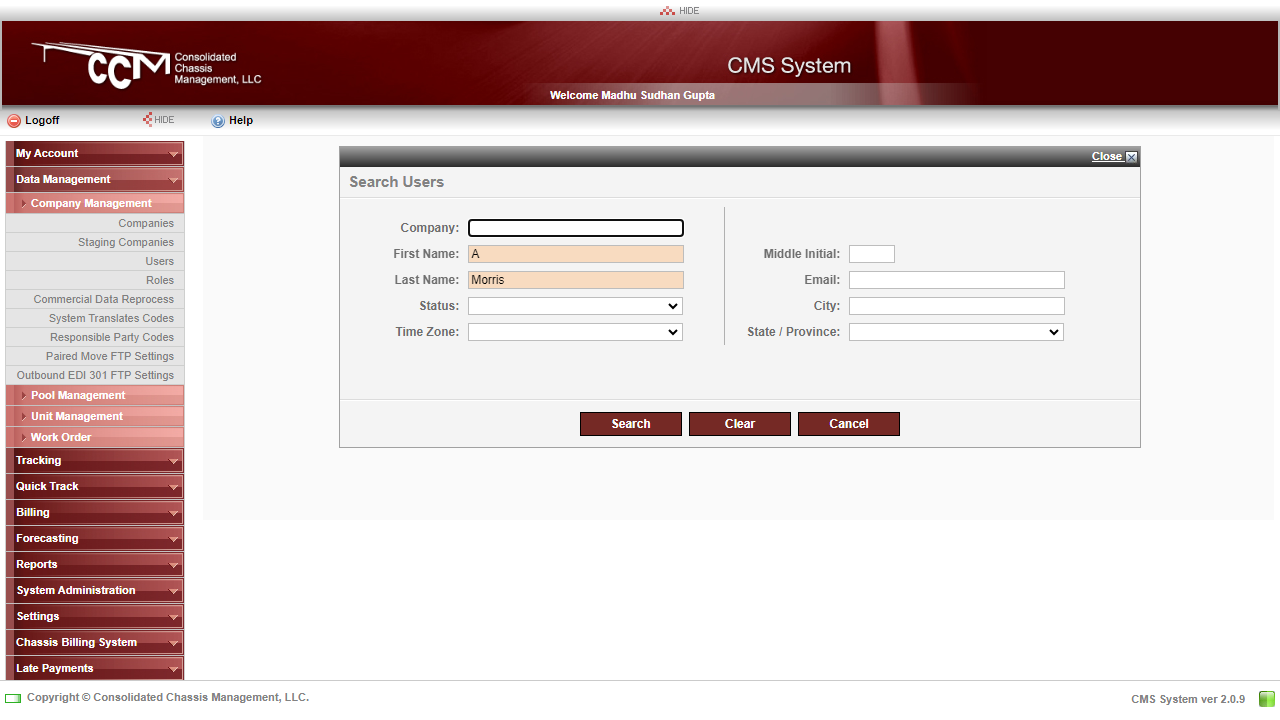 HIDE
CCM Consolidated
Chassis
Management, LLC
CMS System
Welcome Madhu Sudhan Gupta
Logoff
HIDE
Help
My Account
Data Management
Company Management
Companies
Staging Companies
Users
Roles
Commercial Data Reprocess
System Translates Codes
Responsible Party Codes
Paired Move FTP Settings
Outbound EDI 301 FTP Settings
Pool Management
Unit Management
Work Order
Tracking
Quick Track
Billing
Forecasting
Reports
System Administration
Settings
Chassis Billing System
Late Payments
Close
Search Users
Company:
First Name: A
Middle Initial:
Last Name: Morris
Email:
Status:
City:
Time Zone:
State / Province:
Search Clear Cancel
Copyright © Consolidated Chassis Management, LLC.
CMS System ver 2.0.9